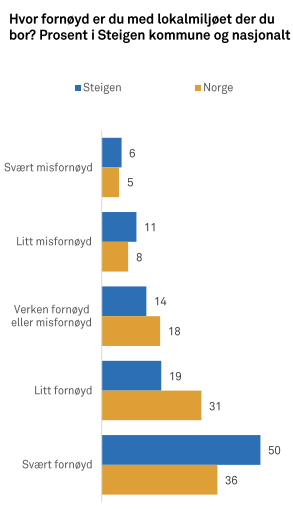 Hvor fornøyd er du med lokalmiljøet der du
bor? Prosent i Steigen kommune og nasjonalt
Steigen Norge
Svært misfornøyd 6
5
Litt misfornøyd 11
8
Verken fornøyd
eller misfornøyd
14
18
Litt fornøyd 19
31
Svært fornøyd 50
36